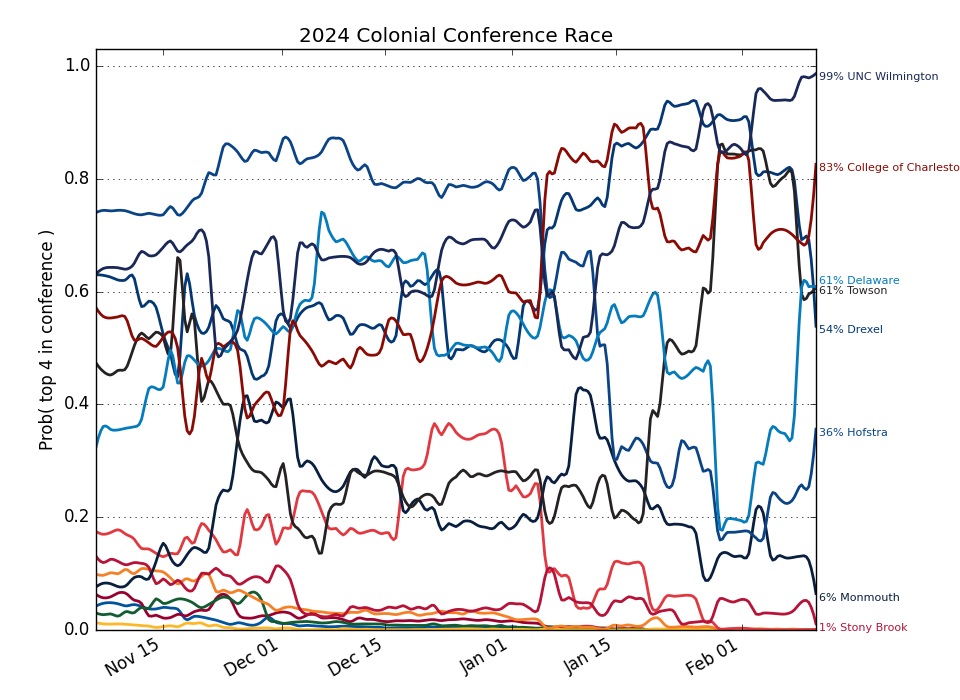 2024 Colonial Conference Race
Prob( top 4 in conference )
1.0
0.8
0.6
0.4
0.2
0.0
Nov 15
Dec 01
Dec 15
Jan 01
Jan 15
Feb 01
99% UNC Wilmington
83% College of Charlesto
61% Delaware
61% Towson
54% Drexel
36% Hofstra
6% Monmouth
1% Stony Brook